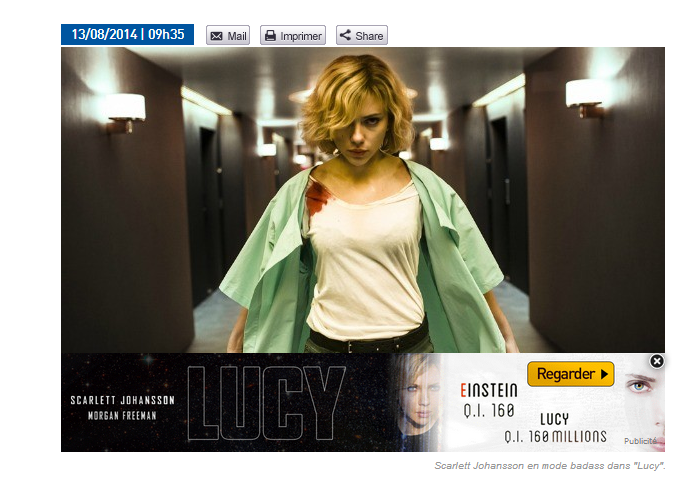 13/08/2014 | 09h35
Mail
Imprimer
Share
SCARLETT JOHANSSON
MORGAN FREEMAN
LUCY
EINSTEIN
Q.I. 160
LUCY
Q.I. 160 MILLIONS
Regarder
Publicité
Scarlett Johansson en mode badass dans "Lucy".